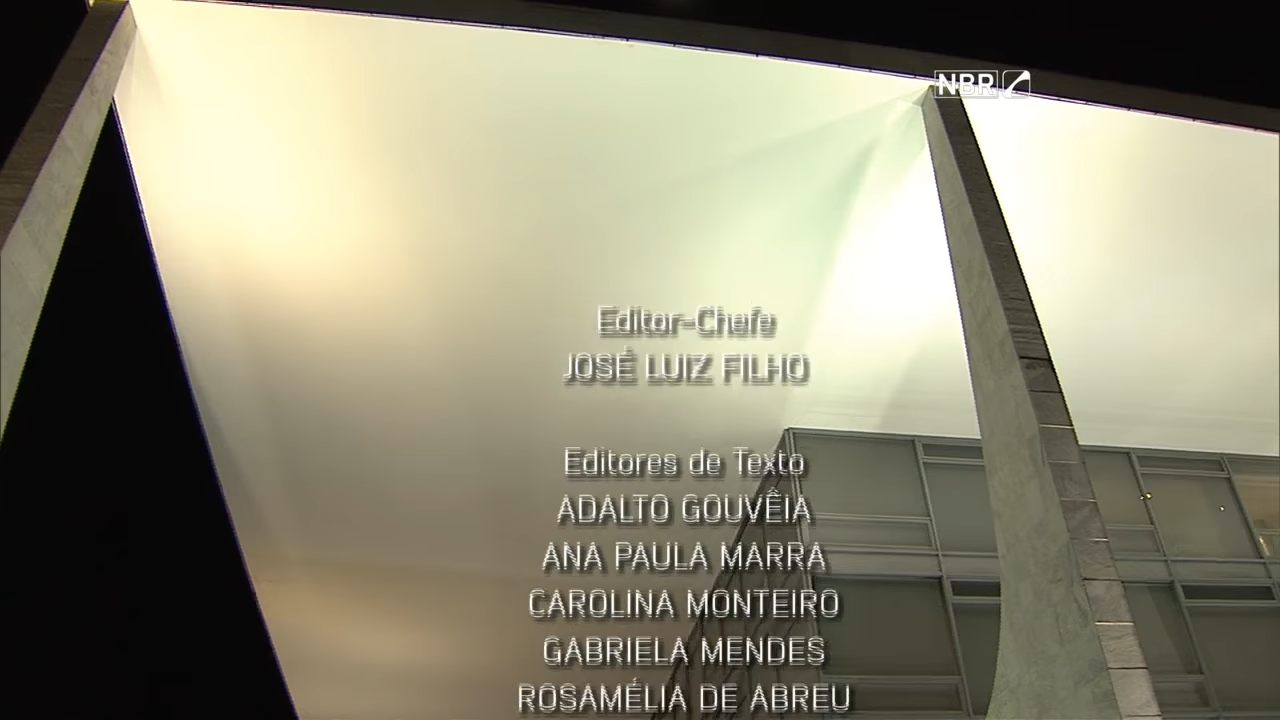 NBR
Editor-Chefe
JOSÉ LUIZ FILHO
Editores de Texto
ADALTO GOUVÊIA
ANA PAULA MARRA
CAROLINA MONTEIRO
GABRIELA MENDES
ROSAMÉLIA DE ABREU